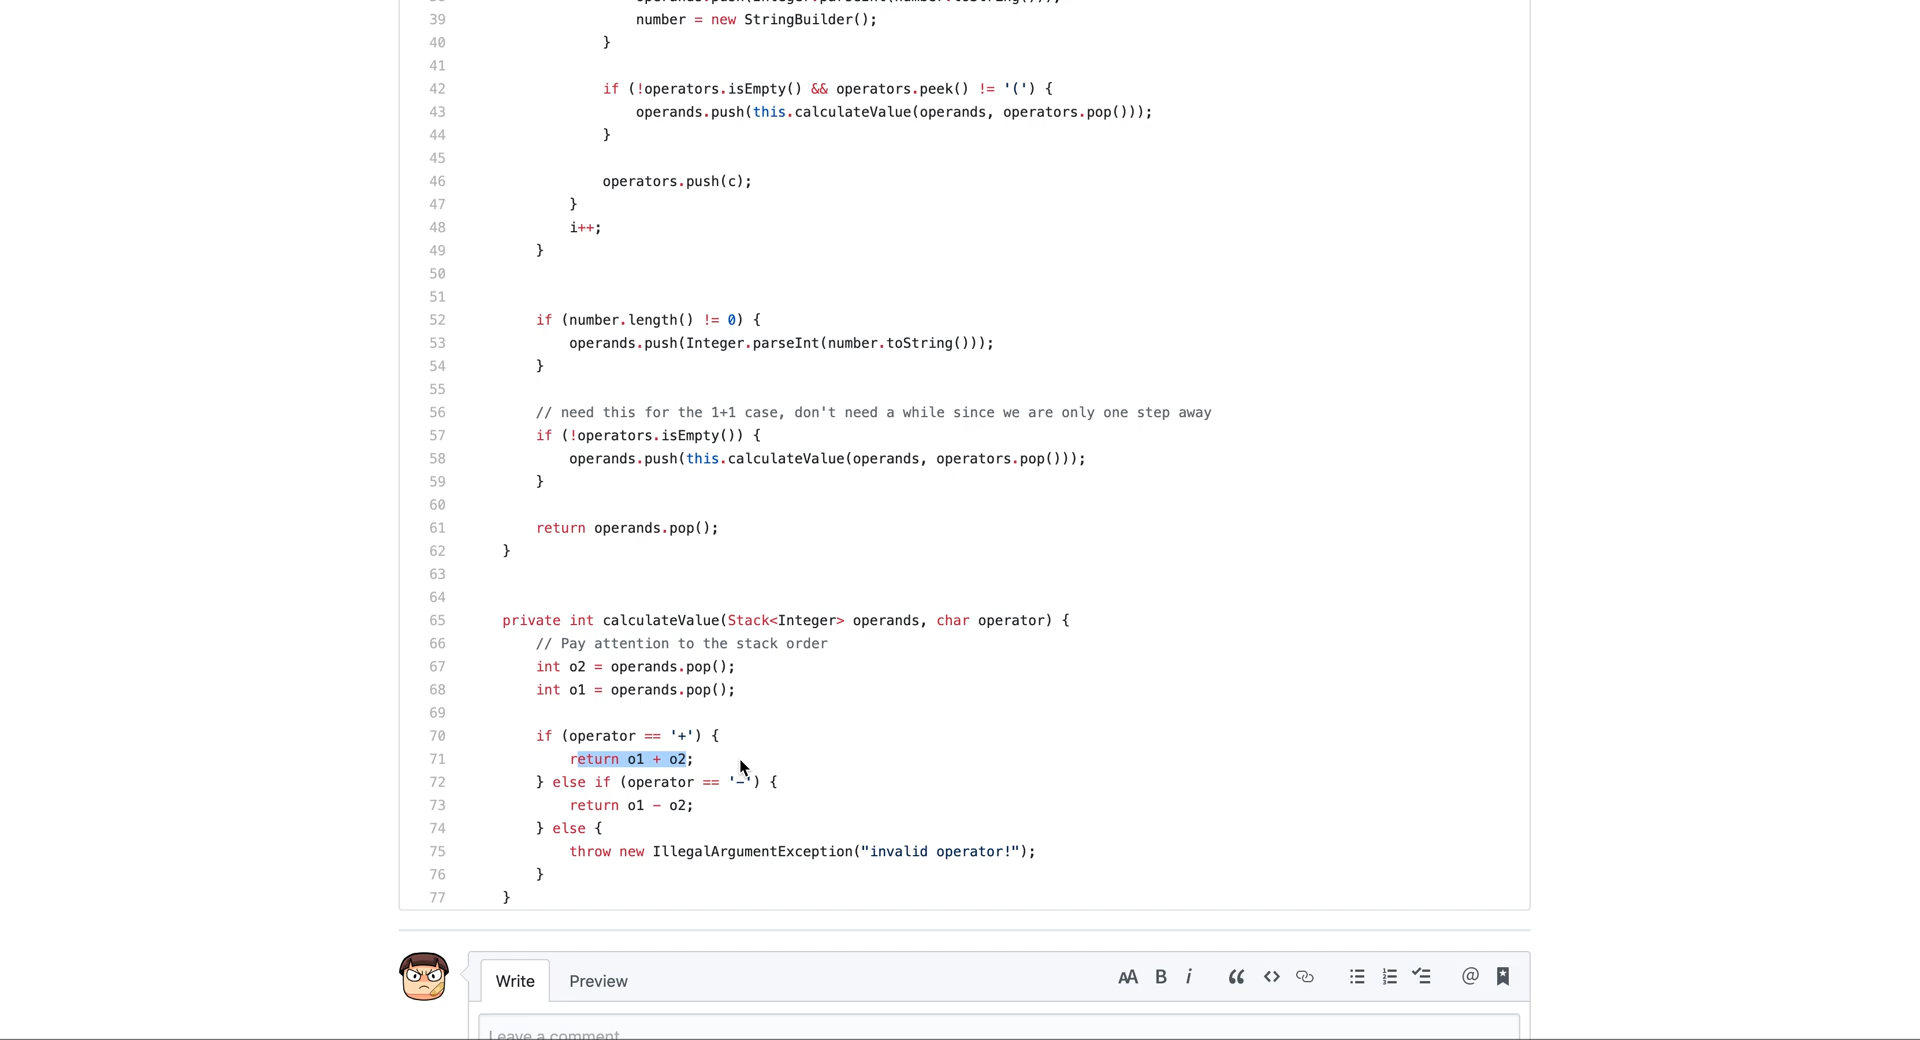 39 number = new StringBuilder();
40 }
41
42 if (!operators.isEmpty() && operators.peek() != '(') {
43 operands.push(this.calculateValue(operands, operators.pop()));
44 }
45
46 operators.push(c);
47 }
48 i++;
49 }
50
51
52 if (number.length() != 0) {
53 operands.push(Integer.parseInt(number.toString()));
54 }
55
56 // need this for the 1+1 case, don't need a while since we are only one step away
57 if (!operators.isEmpty()) {
58 operands.push(this.calculateValue(operands, operators.pop()));
59 }
60
61 return operands.pop();
62 }
63
64
65 private int calculateValue(Stack<Integer> operands, char operator) {
66 // Pay attention to the stack order
67 int o2 = operands.pop();
68 int o1 = operands.pop();
69
70 if (operator == '+') {
71 return o1 + o2;
72 } else if (operator == '-') {
73 return o1 - o2;
74 } else {
75 throw new IllegalArgumentException("invalid operator!");
76 }
77 }
Write Preview
Leave a comment